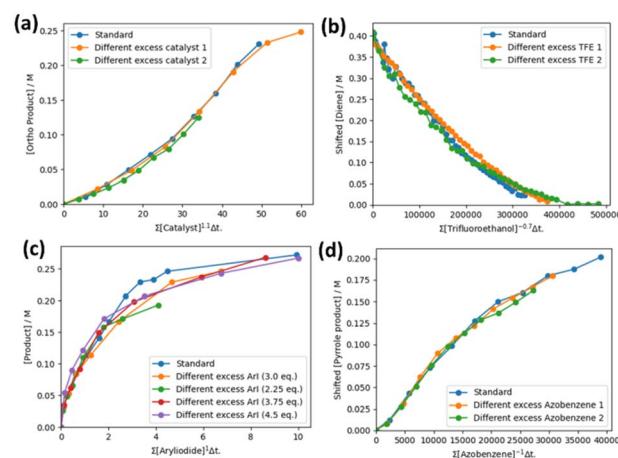 (a)
Standard
Different excess catalyst 1
Different excess catalyst 2
[Ortho Product] / M
0.25
0.20
0.15
0.10
0.05
0.00
0 10 20 30 40 50 60
Σ[Catalyst]^1.1Δt.
(b)
Standard
Different excess TFE 1
Different excess TFE 2
Shifted [Diene] / M
0.40
0.35
0.30
0.25
0.20
0.15
0.10
0.05
0.00
0 100000 200000 300000 400000 500000
Σ[Trifluoroethanol]^−0.7Δt.
(c)
[Product] / M
0.25
0.20
0.15
0.10
0.05
0.00
Standard
Different excess ArI (3.0 eq.)
Different excess ArI (2.25 eq.)
Different excess ArI (3.75 eq.)
Different excess ArI (4.5 eq.)
0 2 4 6 8 10
Σ[Aryliodide]^1Δt.
(d)
Shifted [Pyrrole product] / M
0.200
0.175
0.150
0.125
0.100
0.075
0.050
0.025
0.000
Standard
Different excess Azobenzene 1
Different excess Azobenzene 2
0 5000 10000 15000 20000 25000 30000 35000 40000
Σ[Azobenzene]^−1Δt.